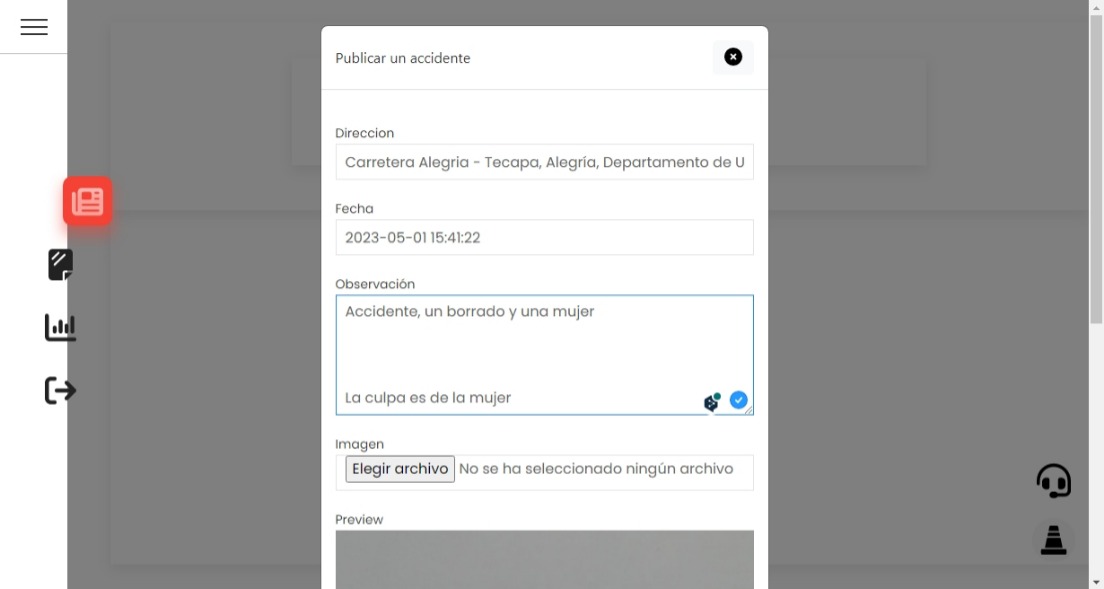 Publicar un accidente
Direccion
Carretera Alegria - Tecapa, Alegría, Departamento de U
Fecha
2023-05-01 15:41:22
Observación
Accidente, un borrado y una mujer
La culpa es de la mujer
Imagen
Elegir archivo No se ha seleccionado ningún archivo
Preview